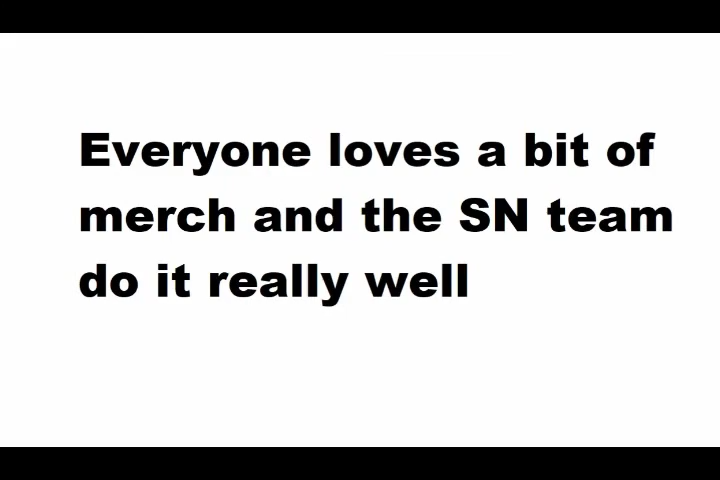 Everyone loves a bit of
merch and the SN team
do it really well